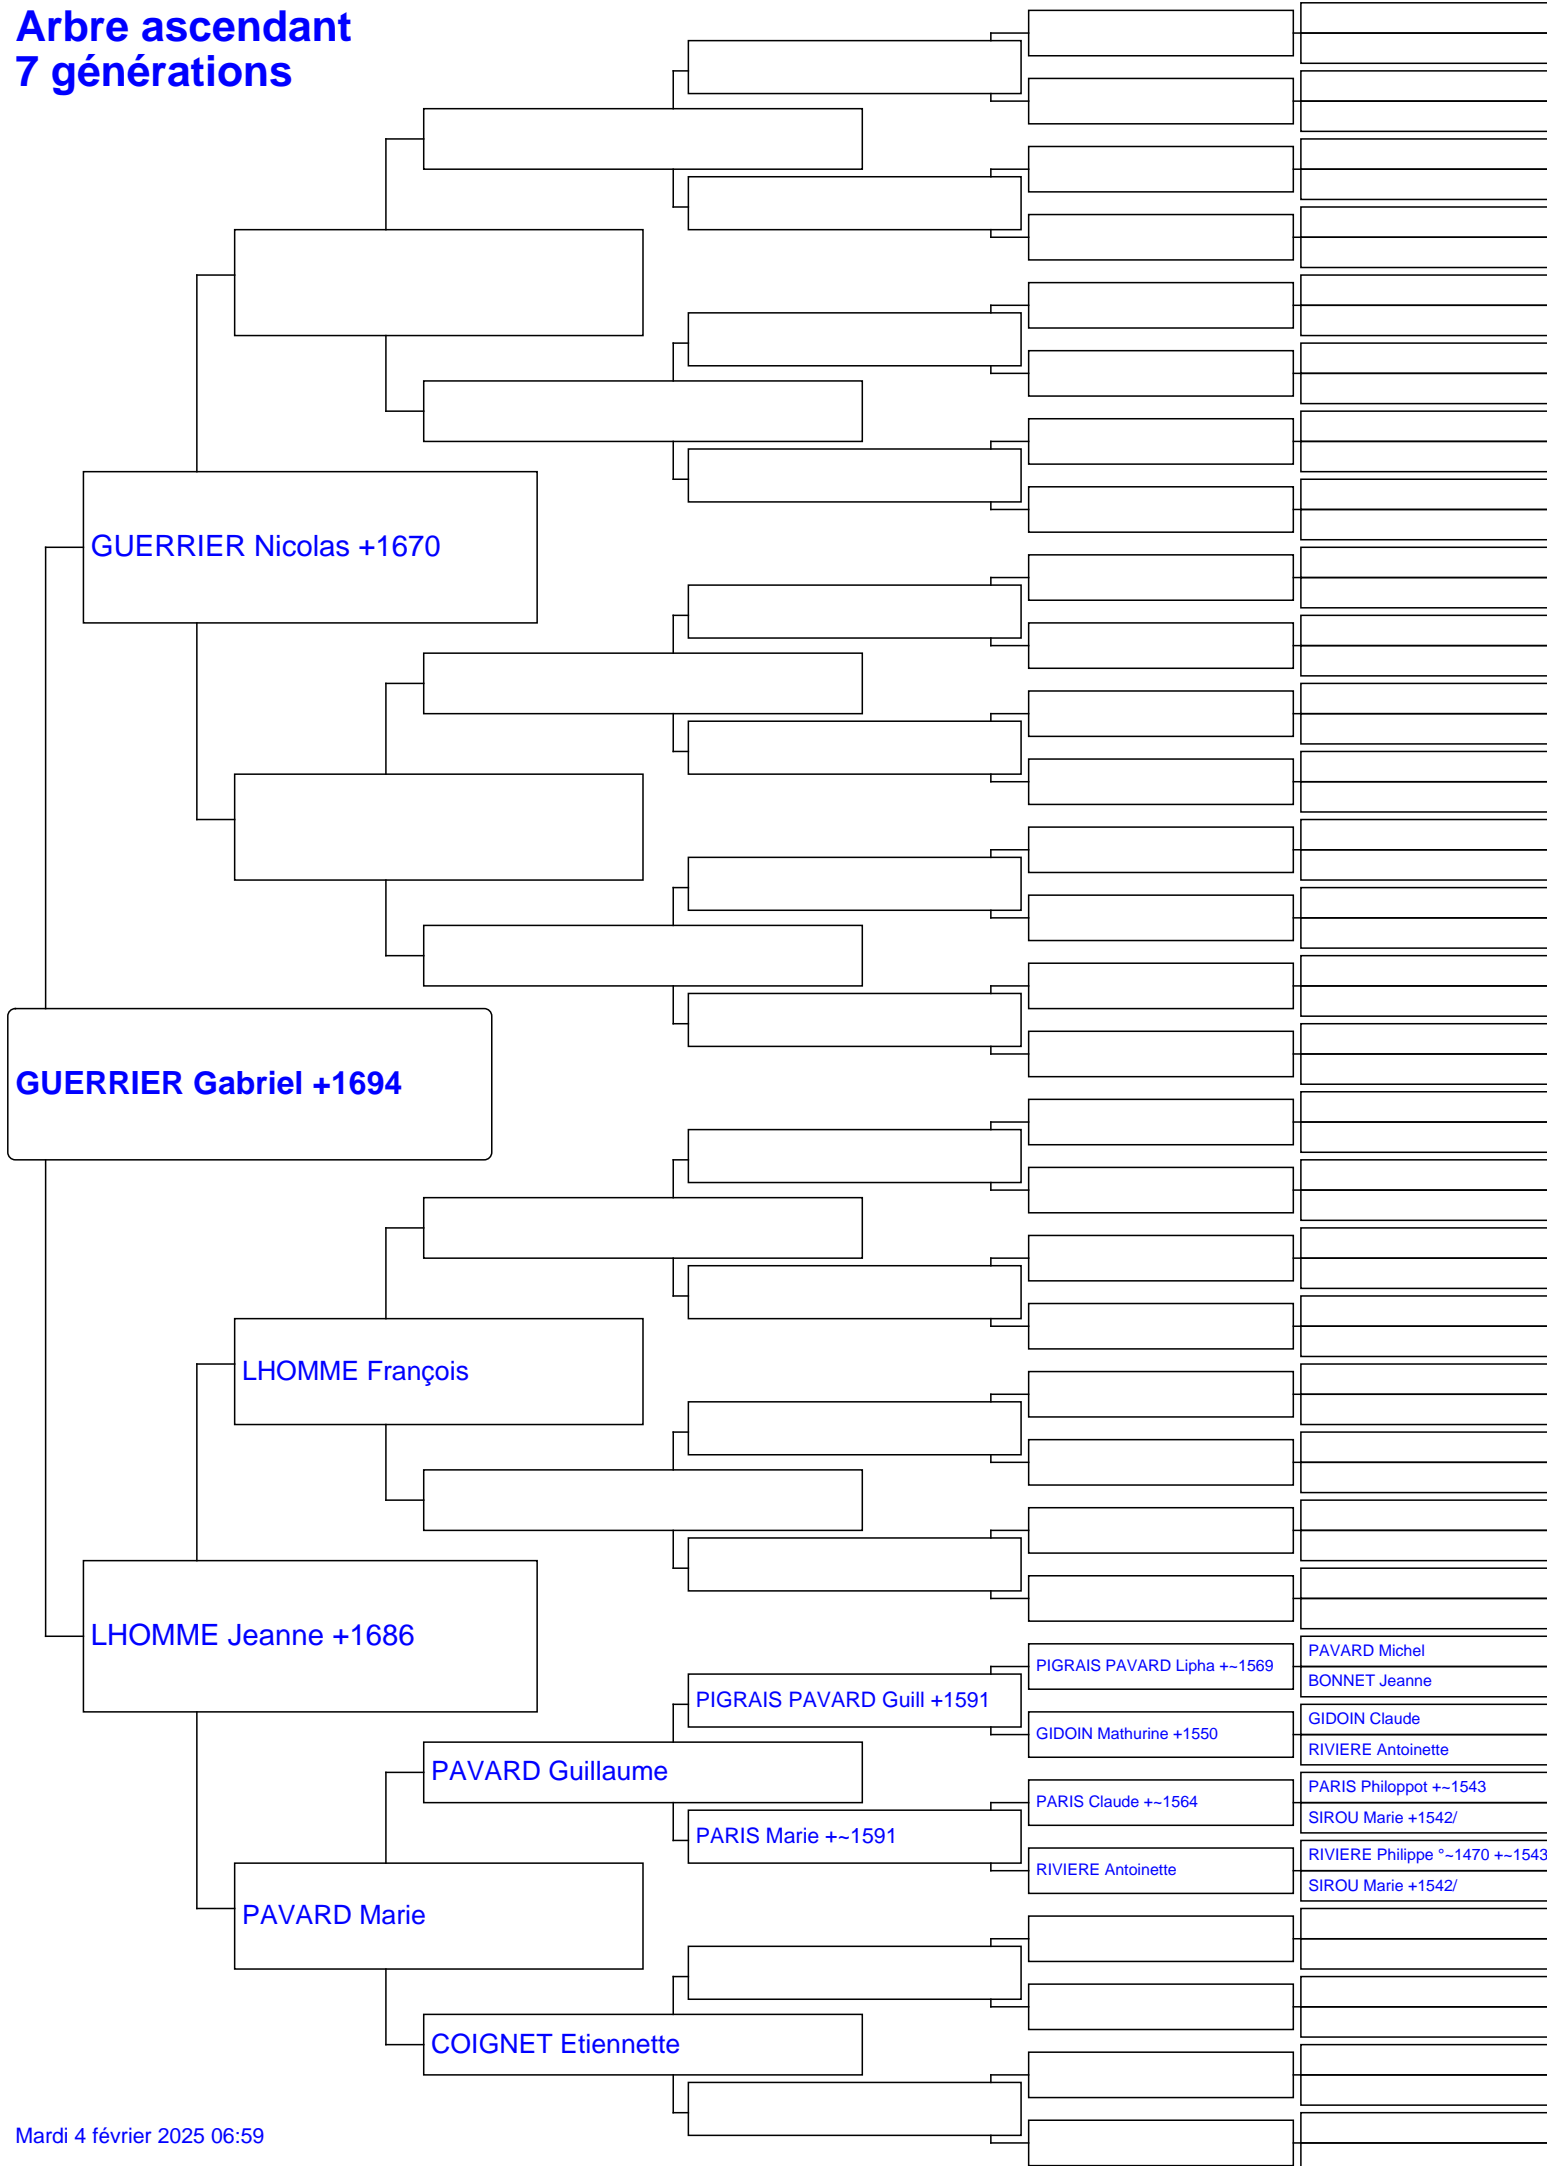 Arbre ascendant
7 générations
GUERRIER Nicolas +1670
GUERRIER Gabriel +1694
LHOMME François
LHOMME Jeanne +1686
PIGRAIS PAVARD Lipha +~1569
PAVARD Michel
BONNET Jeanne
PIGRAIS PAVARD Guill +1591
GIDOIN Mathurine +1550
GIDOIN Claude
RIVIERE Antoinette
PAVARD Guillaume
PARIS Claude +~1564
PARIS Philoppot +~1543
SIROU Marie +1542/
PARIS Marie +~1591
RIVIERE Antoinette
RIVIERE Philippe °~1470 +~1543
SIROU Marie +1542/
PAVARD Marie
COIGNET Etiennette
Mardi 4 février 2025 06:59